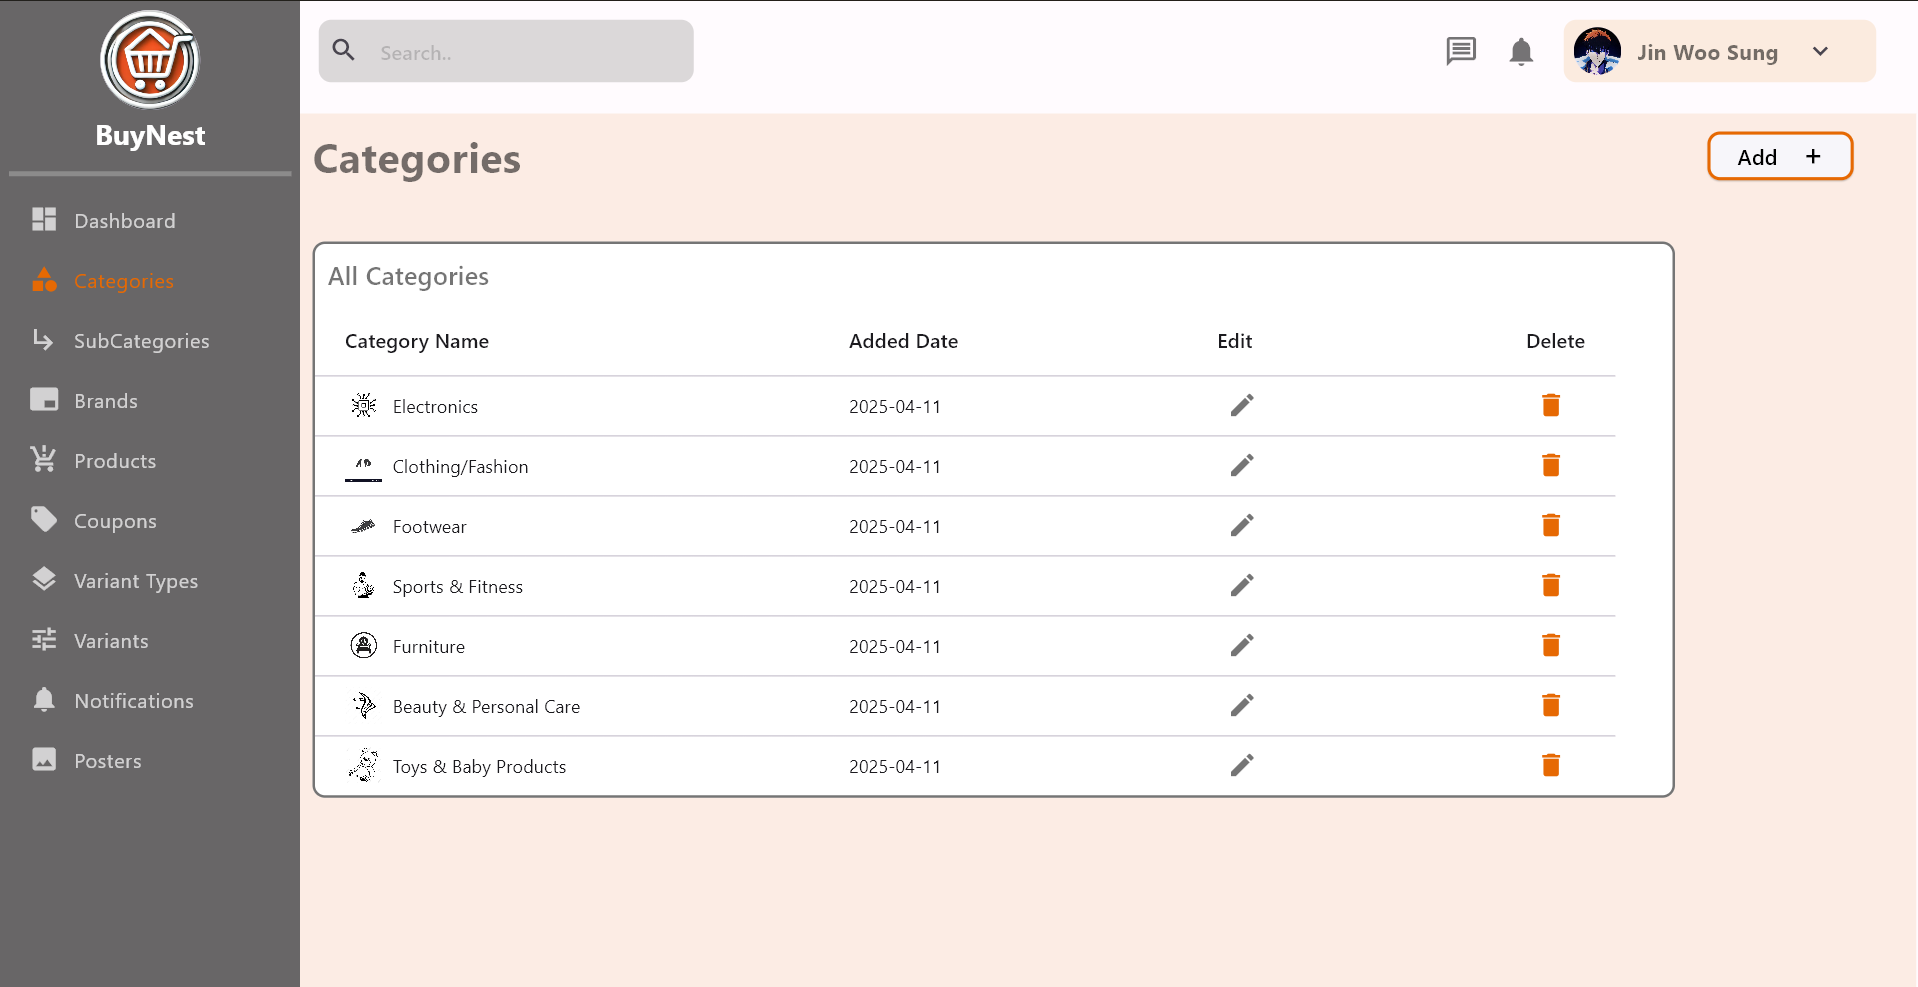 BuyNest
Dashboard
Categories
SubCategories
Brands
Products
Coupons
Variant Types
Variants
Notifications
Posters
Search..
Jin Woo Sung
Categories
Add +
All Categories
Category Name Added Date Edit Delete
Electronics 2025-04-11
Clothing/Fashion 2025-04-11
Footwear 2025-04-11
Sports & Fitness 2025-04-11
Furniture 2025-04-11
Beauty & Personal Care 2025-04-11
Toys & Baby Products 2025-04-11